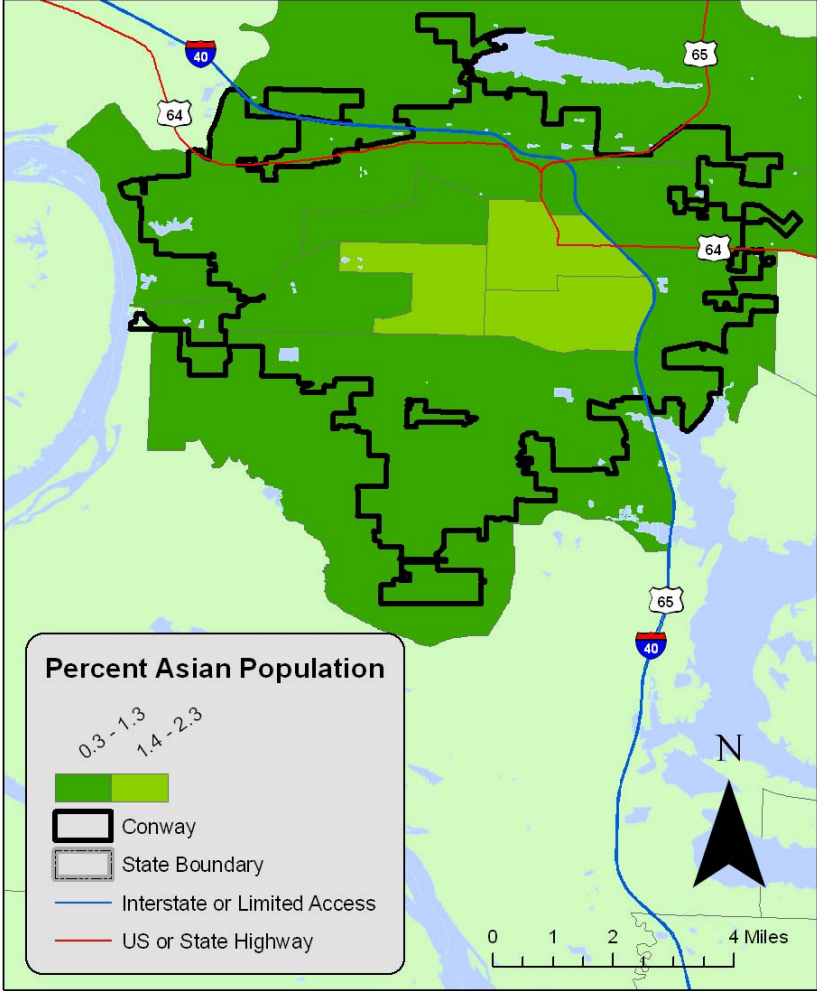 40
65
64
64
65
40
Percent Asian Population
0.3 - 1.3
1.4 - 2.3
Conway
State Boundary
Interstate or Limited Access
US or State Highway
N
0 1 2 4 Miles